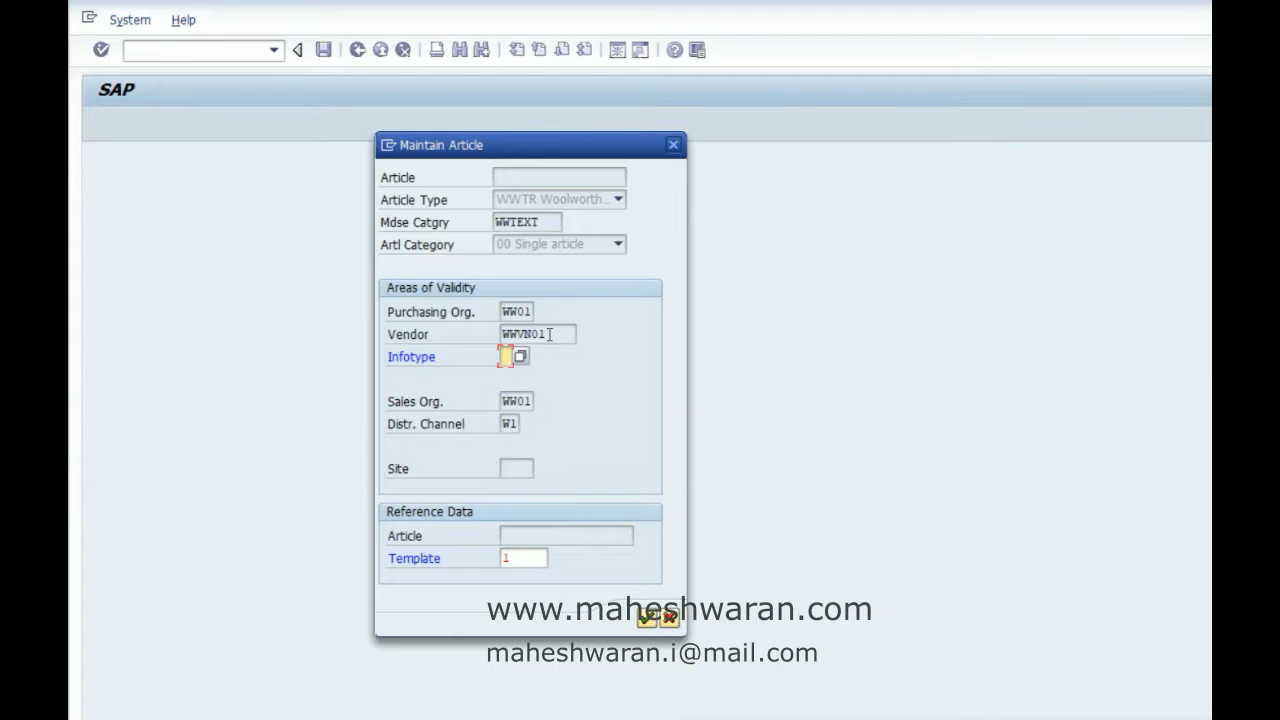 System Help
SAP
Maintain Article
Article
Article Type WWTR Woolworth...
Mdse Catgry WWTEXT
Artl Category 00 Single article
Areas of Validity
Purchasing Org. WW01
Vendor WWVN01
Infotype
Sales Org. WW01
Distr. Channel W1
Site
Reference Data
Article
Template 1
www.maheshwaran.com
maheshwaran.i@mail.com